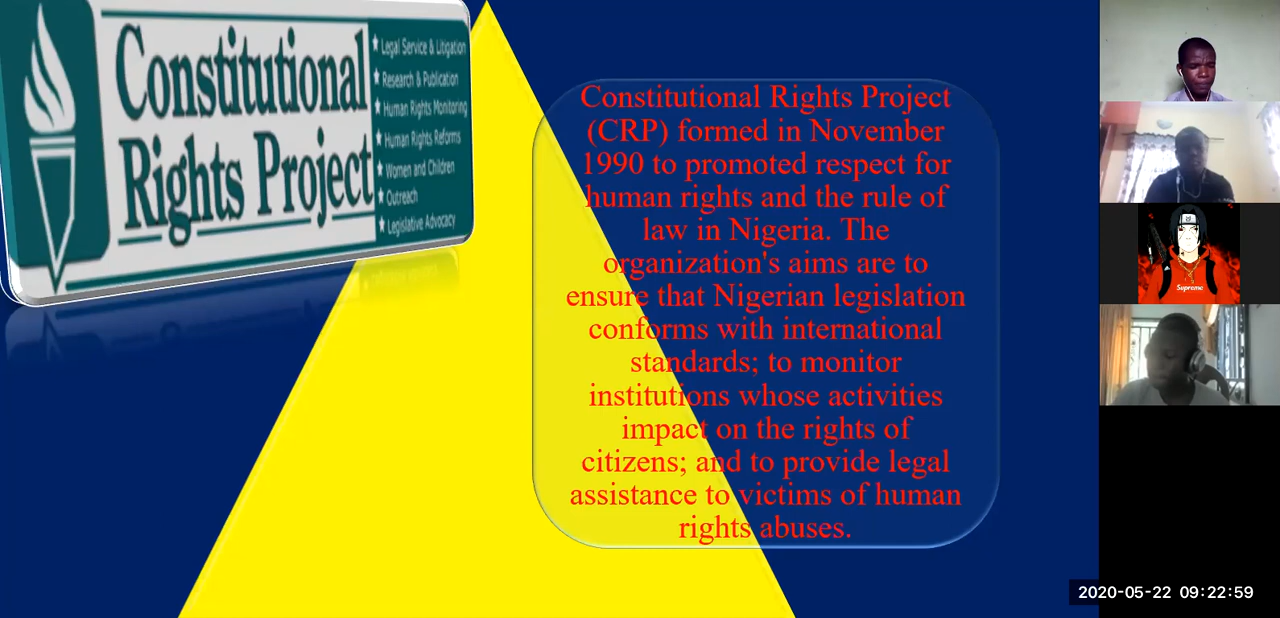 Constitutional
Rights Project
★ Legal Service & Litigation
★ Research & Publication
★ Human Rights Monitoring
★ Human Rights Reforms
★ Women and Children
★ Outreach
★ Legislative Advocacy
Constitutional Rights Project
(CRP) formed in November
1990 to promoted respect for
human rights and the rule of
law in Nigeria. The
organization's aims are to
ensure that Nigerian legislation
conforms with international
standards; to monitor
institutions whose activities
impact on the rights of
citizens; and to provide legal
assistance to victims of human
rights abuses.
Supreme
2020-05-22 09:22:59